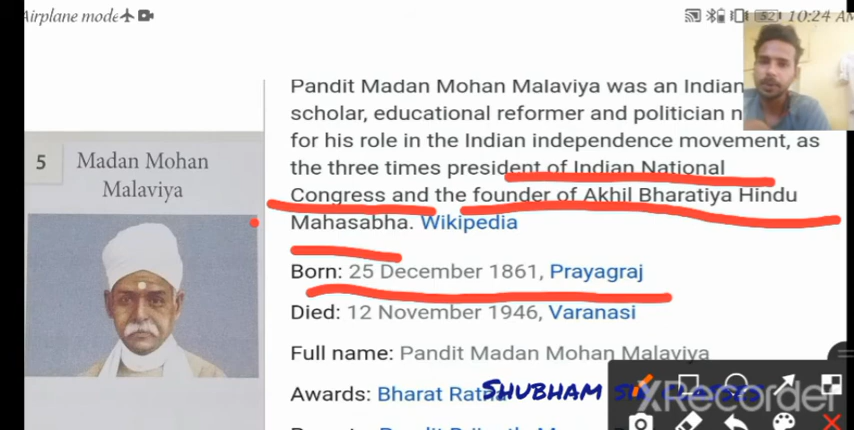 Airplane mode
52 10:24 AM
5 Madan Mohan
Malaviya
Pandit Madan Mohan Malaviya was an Indian
scholar, educational reformer and politician
for his role in the Indian independence movement, as
the three times president of Indian National
Congress and the founder of Akhil Bharatiya Hindu
Mahasabha. Wikipedia
Born: 25 December 1861, Prayagraj
Died: 12 November 1946, Varanasi
Full name: Pandit Madan Mohan Malaviya
Awards: Bharat Ratna
SHUBHAM
XRecorder